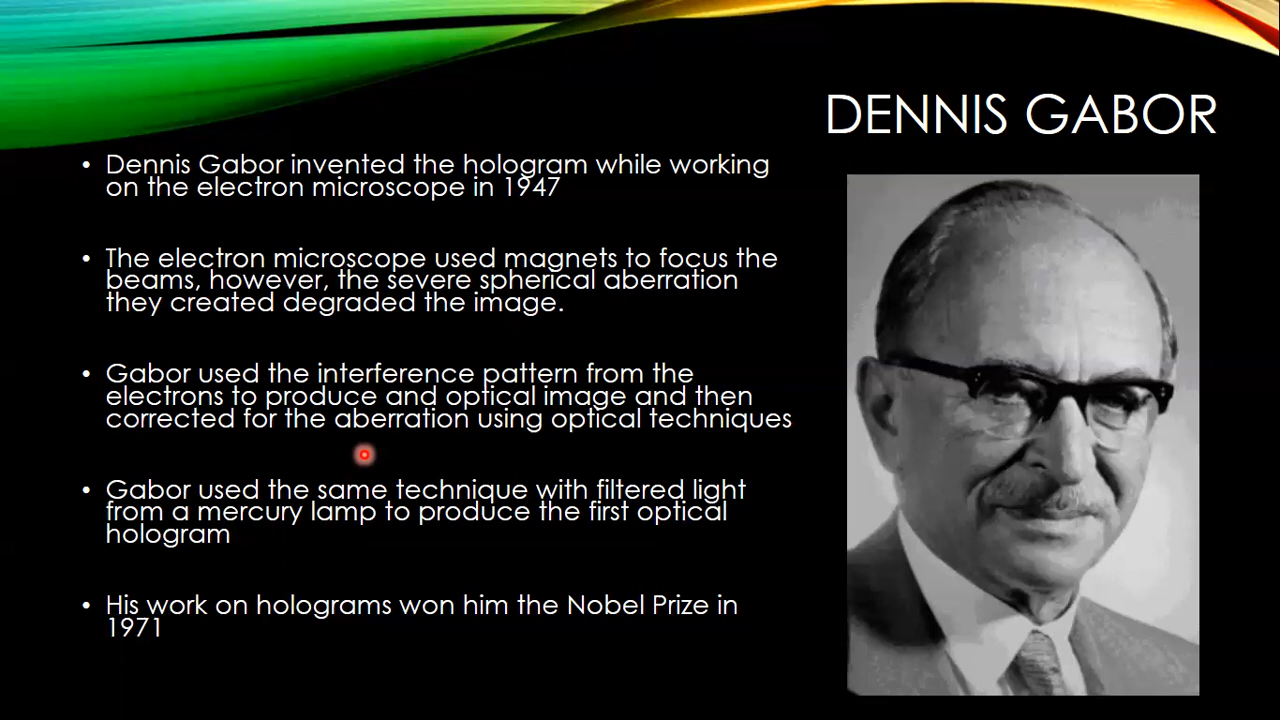 DENNIS GABOR
• Dennis Gabor invented the hologram while working
on the electron microscope in 1947
• The electron microscope used magnets to focus the
beams, however, the severe spherical aberration
they created degraded the image.
• Gabor used the interference pattern from the
electrons to produce and optical image and then
corrected for the aberration using optical techniques
• Gabor used the same technique with filtered light
from a mercury lamp to produce the first optical
hologram
• His work on holograms won him the Nobel Prize in
1971